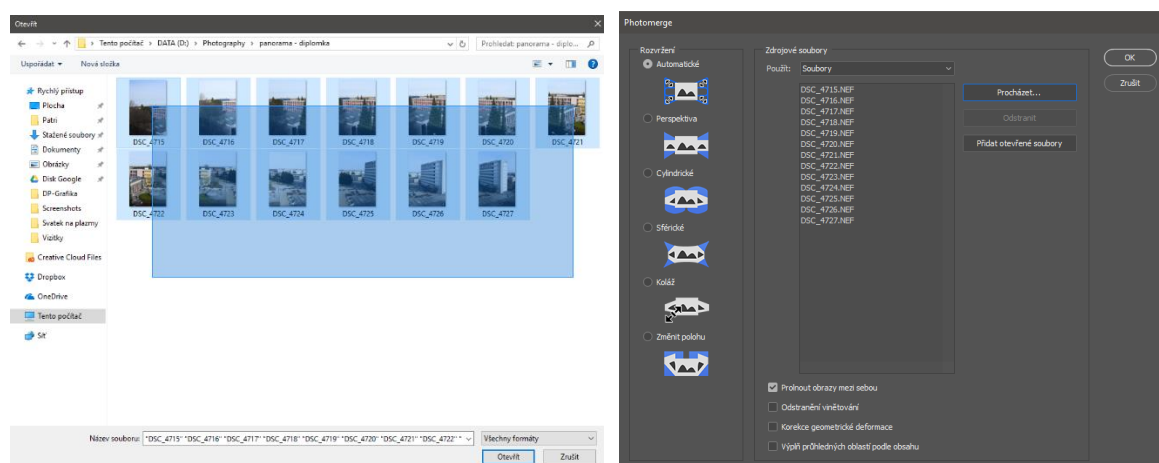 Otevřít
Tento počítač › DATA (D:) › Photography › panorama - diplomka
Prohledat: panorama - diplo...
Uspořádat
Nová složka
Rychlý přístup
Plocha
Patri
Stažené soubory
Dokumenty
Obrázky
Disk Google
DP-Grafika
Screenshots
Svatek na plazmy
Vizitky
Creative Cloud Files
Dropbox
OneDrive
Tento počítač
Síť
DSC_4715 DSC_4716 DSC_4717 DSC_4718 DSC_4719 DSC_4720 DSC_4721
DSC_4722 DSC_4723 DSC_4724 DSC_4725 DSC_4726 DSC_4727
Název souboru: "DSC_4715" "DSC_4716" "DSC_4717" "DSC_4718" "DSC_4719" "DSC_4720" "DSC_4721" "DSC_4722" "
Všechny formáty
Otevřít
Zrušit
Photomerge
Rozvržení
Automatické
Perspektiva
Cylindrické
Sférické
Koláž
Změnit polohu
Zdrojové soubory
Použít: Soubory
DSC_4715.NEF
DSC_4716.NEF
DSC_4717.NEF
DSC_4718.NEF
DSC_4719.NEF
DSC_4720.NEF
DSC_4721.NEF
DSC_4722.NEF
DSC_4723.NEF
DSC_4724.NEF
DSC_4725.NEF
DSC_4726.NEF
DSC_4727.NEF
Procházet...
Odstranit
Přidat otevřené soubory
Prolnout obrazy mezi sebou
Odstranění vinětování
Korekce geometrické deformace
Výplň průhledných oblastí podle obsahu
OK
Zrušit